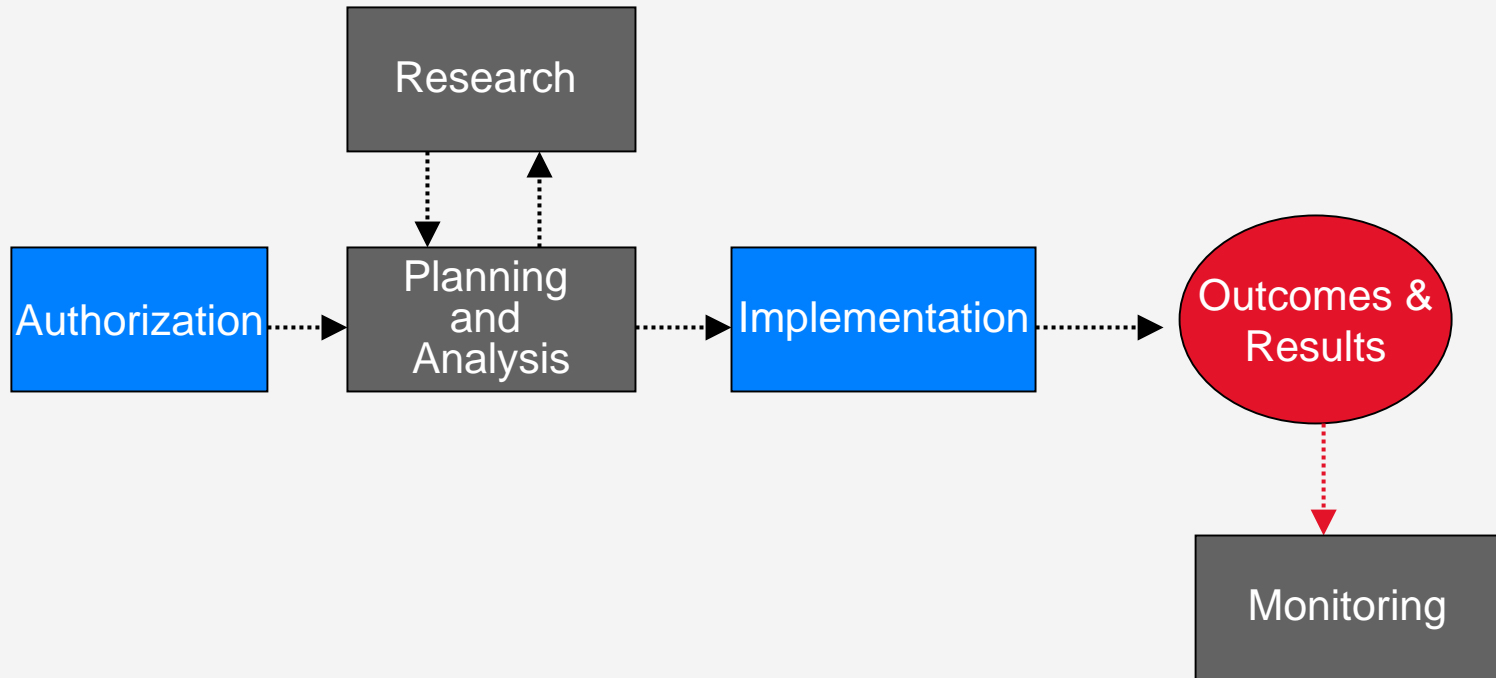 Research
Authorization
Planning
and
Analysis
Implementation
Outcomes &
Results
Monitoring